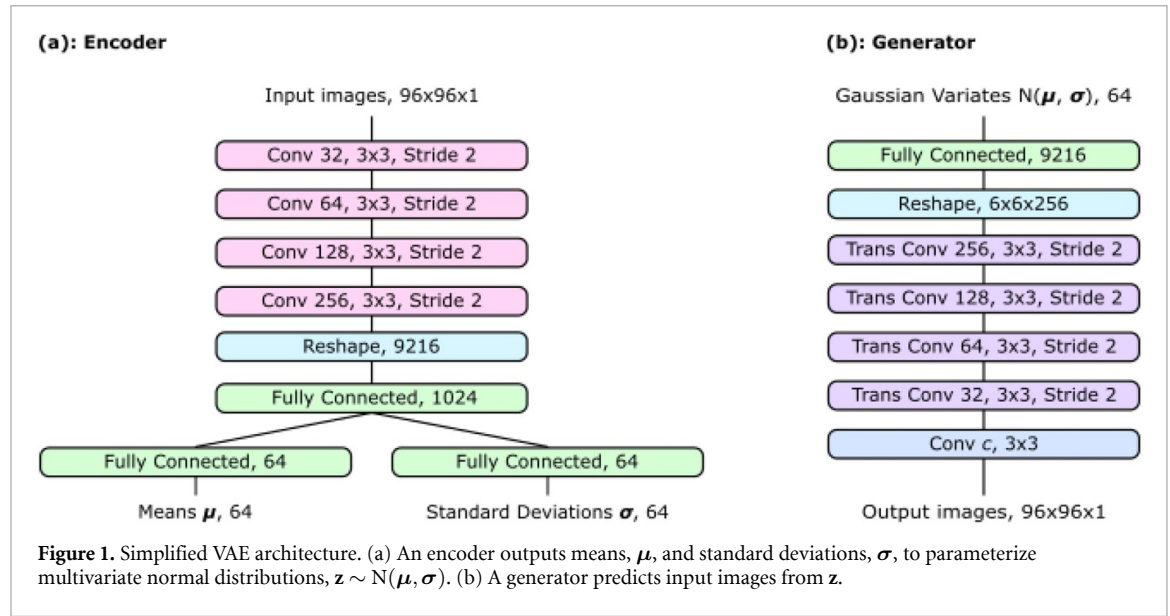 (a): Encoder
Input images, 96x96x1
Conv 32, 3x3, Stride 2
Conv 64, 3x3, Stride 2
Conv 128, 3x3, Stride 2
Conv 256, 3x3, Stride 2
Reshape, 9216
Fully Connected, 1024
Fully Connected, 64
Fully Connected, 64
Means μ, 64
Standard Deviations σ, 64
(b): Generator
Gaussian Variates N(μ, σ), 64
Fully Connected, 9216
Reshape, 6x6x256
Trans Conv 256, 3x3, Stride 2
Trans Conv 128, 3x3, Stride 2
Trans Conv 64, 3x3, Stride 2
Trans Conv 32, 3x3, Stride 2
Conv c, 3x3
Output images, 96x96x1
Figure 1. Simplified VAE architecture. (a) An encoder outputs means, μ, and standard deviations, σ, to parameterize
multivariate normal distributions, z ∼ N(μ, σ). (b) A generator predicts input images from z.